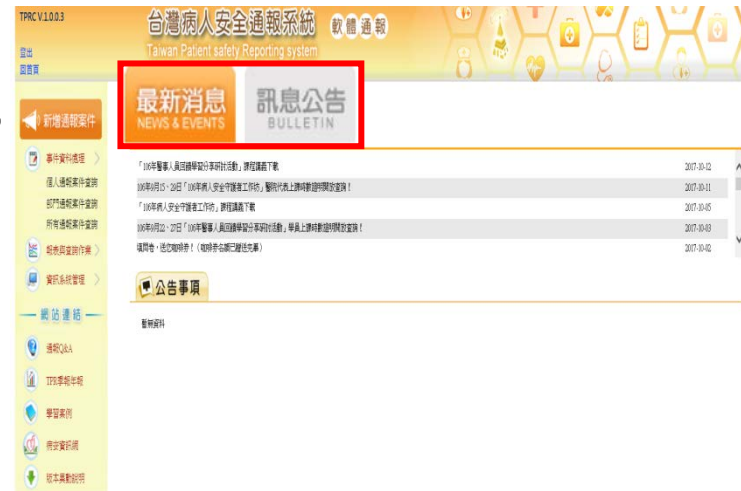 TPRC V.1.0.0.3
登出
回首頁
台灣病人安全通報系統 軟體通報
Taiwan Patient safety Reporting system
最新消息
NEWS & EVENTS
訊息公告
BULLETIN
新增通報案件
事件資料處理
個人通報案件查詢
部門通報案件查詢
所有通報案件查詢
報表與查詢作業
資訊系統管理
網站連結
通報Q&A
TPR季報年報
學習案例
病安資訊網
版本異動說明
「106年醫事人員回饋學習分享研討活動」課程講義下載 2017-10-12
106年9月15、29日「106年病人安全守護者工作坊」醫院代表上課時數證明開放查詢！ 2017-10-11
「106年病人安全守護者工作坊」課程講義下載 2017-10-05
106年9月22、27日「106年醫事人員回饋學習分享研討活動」學員上課時數證明開放查詢！ 2017-10-03
填問卷，送您咖啡券！（咖啡券名額已贈送完畢） 2017-10-02
公告事項
暫無資料